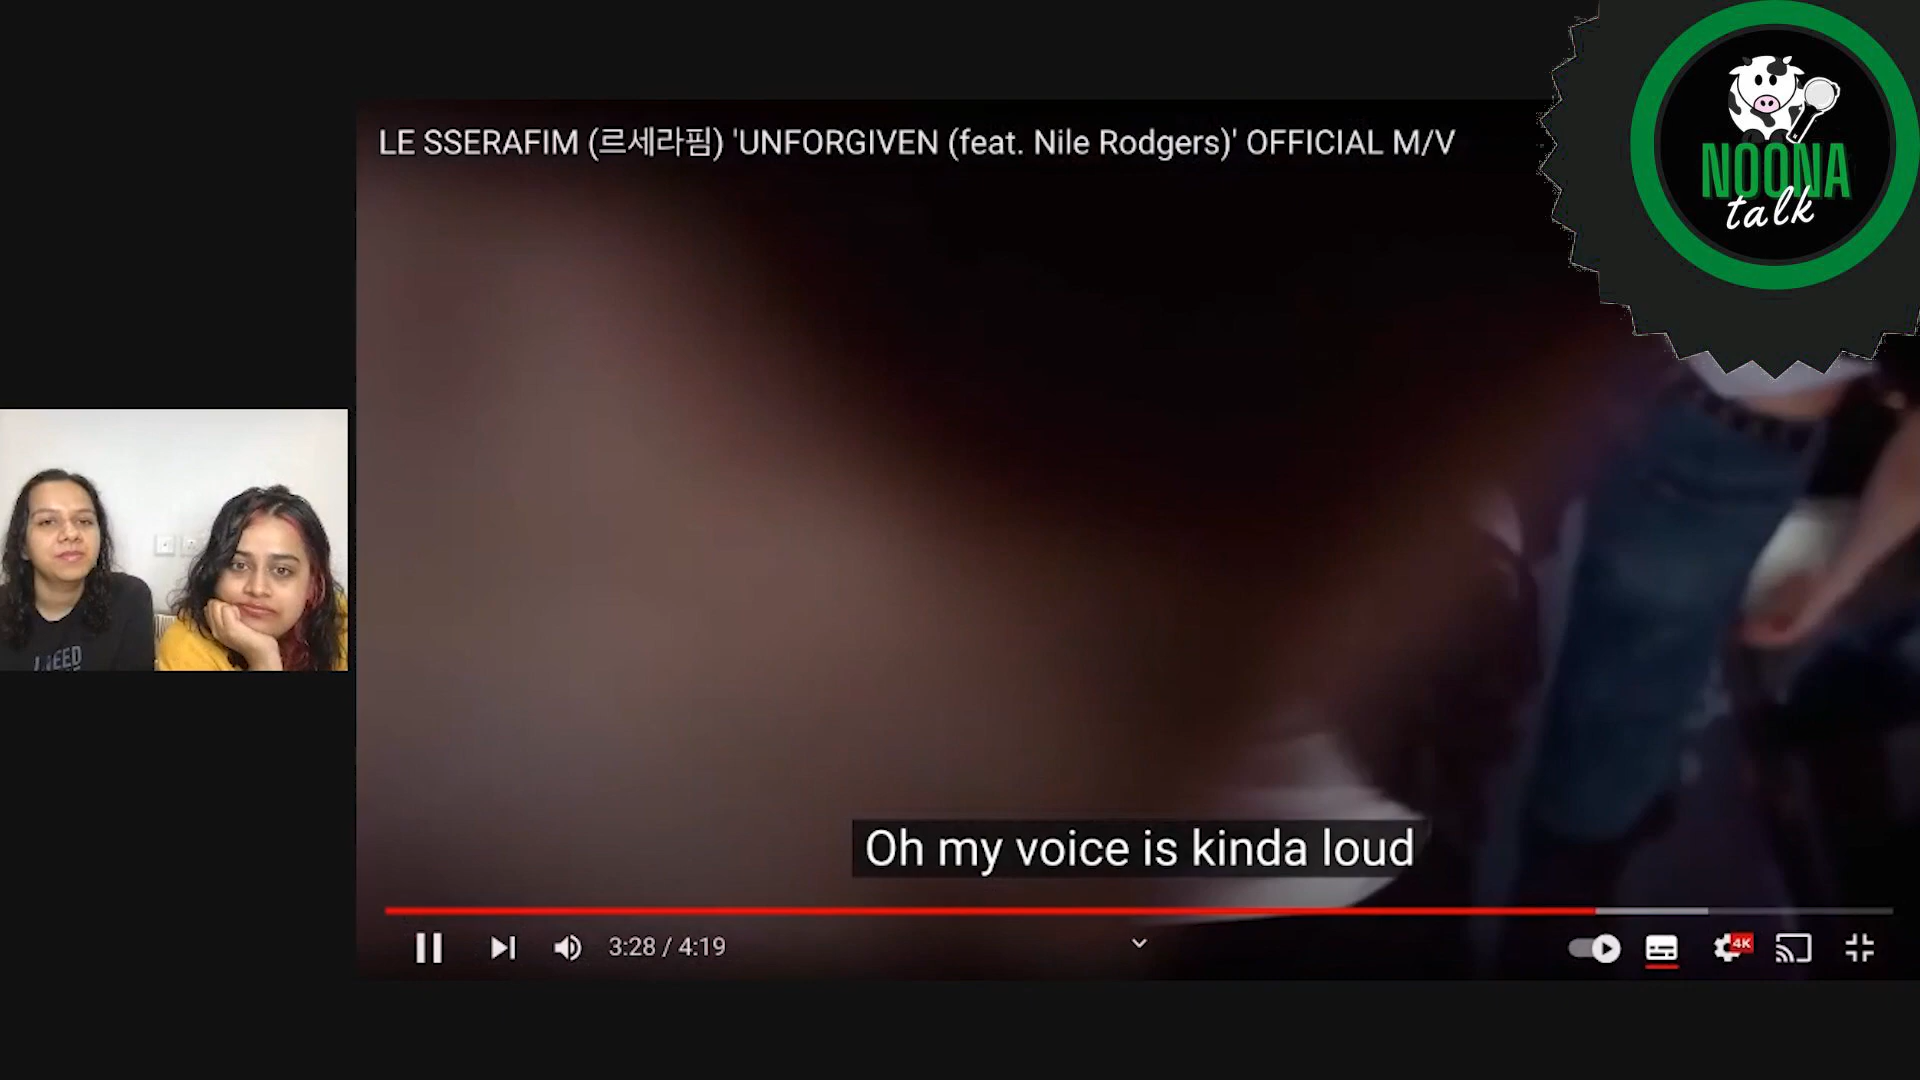 LE SSERAFIM (르세라핌) 'UNFORGIVEN (feat. Nile Rodgers)' OFFICIAL M/V
NOONA
talk
I NEED
Oh my voice is kinda loud
3:28 / 4:19
4K